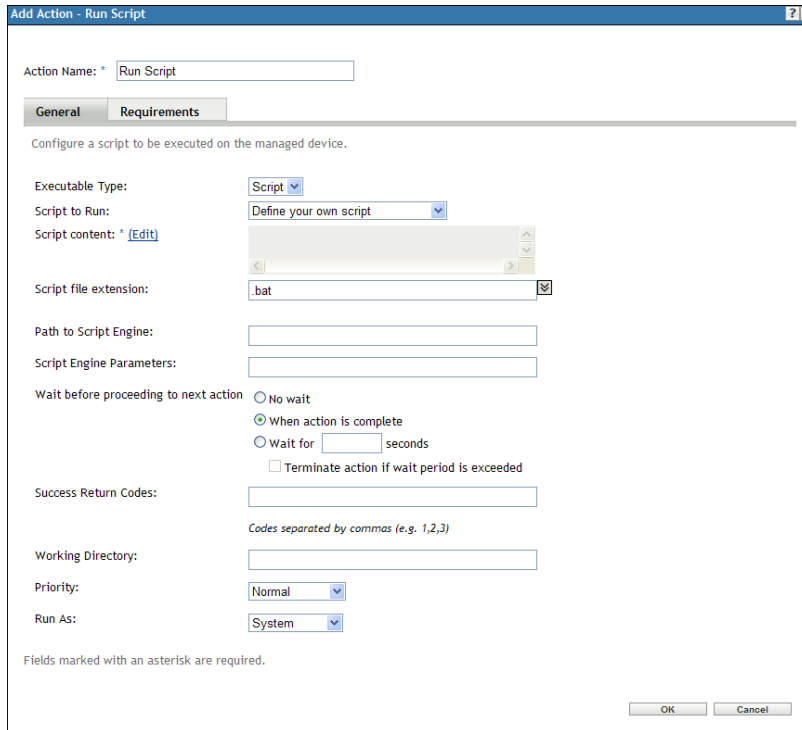 Add Action - Run Script ?
Action Name: * Run Script
General Requirements
Configure a script to be executed on the managed device.
Executable Type: Script
Script to Run: Define your own script
Script content: * (Edit)
Script file extension: .bat
Path to Script Engine:
Script Engine Parameters:
Wait before proceeding to next action No wait
When action is complete
Wait for seconds
Terminate action if wait period is exceeded
Success Return Codes:
Codes separated by commas (e.g. 1,2,3)
Working Directory:
Priority: Normal
Run As: System
Fields marked with an asterisk are required.
OK Cancel